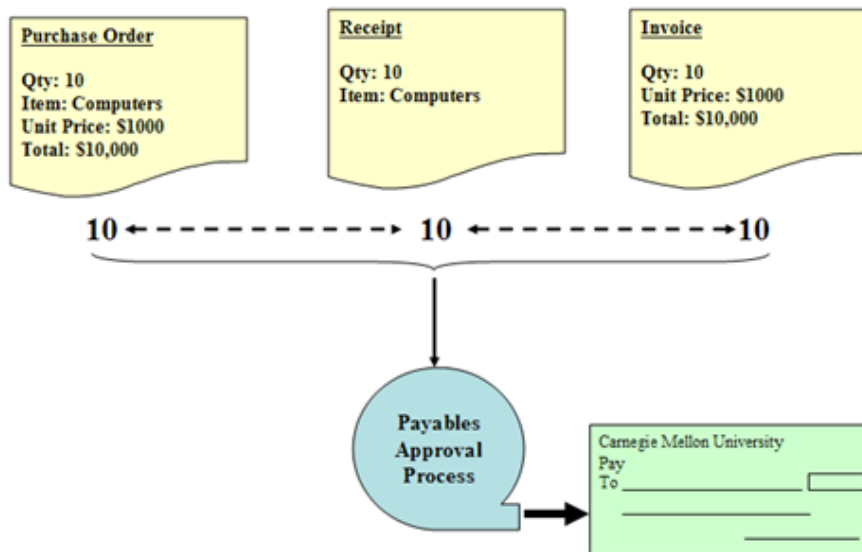 Purchase Order
Qty: 10
Item: Computers
Unit Price: $1000
Total: $10,000
Receipt
Qty: 10
Item: Computers
Invoice
Qty: 10
Unit Price: $1000
Total: $10,000
10
10
10
Payables
Approval
Process
Carnegie Mellon University
Pay
To